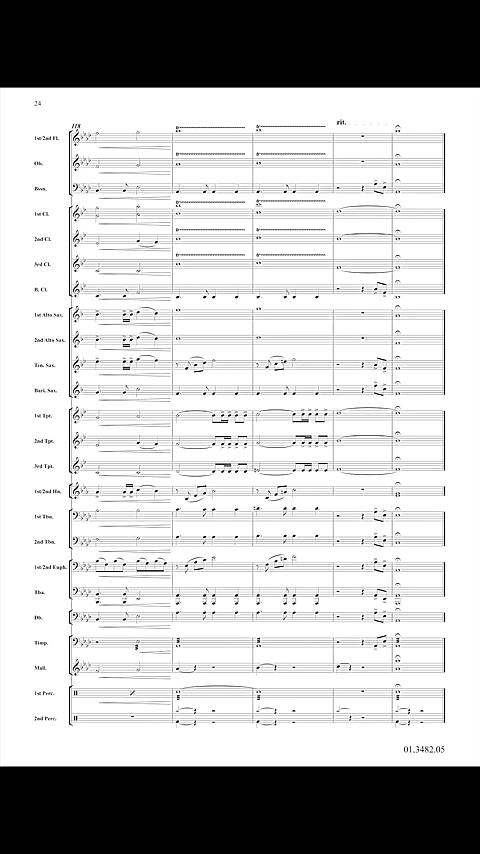 24
118
rit.
1st/2nd Fl.
Ob.
Bssn.
1st Cl.
2nd Cl.
3rd Cl.
B. Cl.
1st Alto Sax.
2nd Alto Sax.
Ten. Sax.
Bari. Sax.
1st Tpt.
2nd Tpt.
3rd Tpt.
1st/2nd Hn.
1st Tbn.
2nd Tbn.
1st/2nd Euph.
Tba.
Db.
Timp.
Mall.
1st Perc.
2nd Perc.
01.3482.05